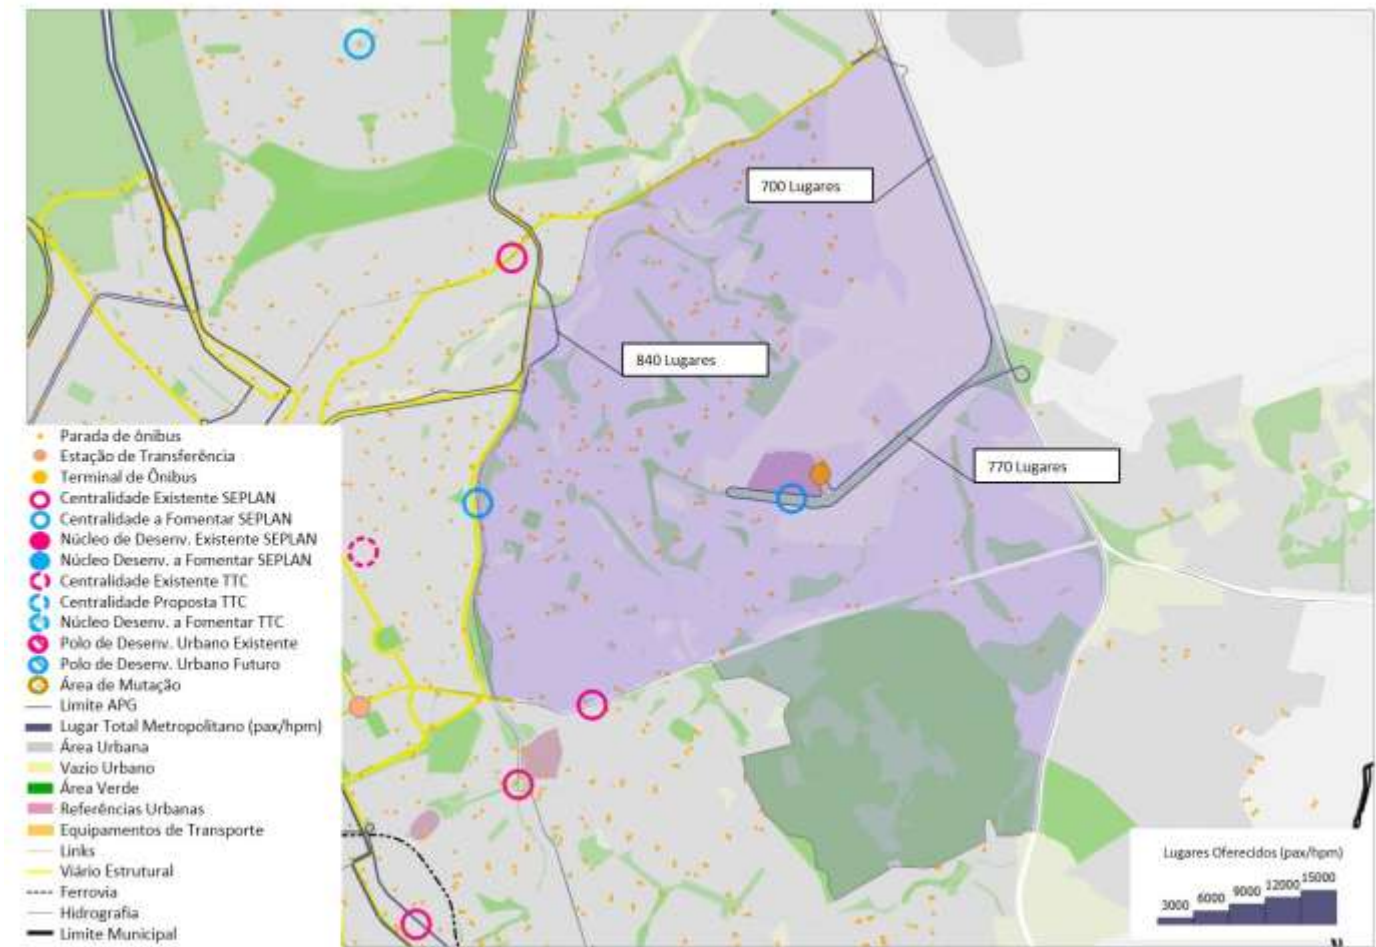 700 Lugares
840 Lugares
770 Lugares
Parada de ônibus
Estação de Transferência
Terminal de Ônibus
Centralidade Existente SEPLAN
Centralidade a Fomentar SEPLAN
Núcleo de Desenv. Existente SEPLAN
Núcleo Desenv. a Fomentar SEPLAN
Centralidade Existente TTC
Centralidade Proposta TTC
Núcleo Desenv. a Fomentar TTC
Polo de Desenv. Urbano Existente
Polo de Desenv. Urbano Futuro
Área de Mutação
Limite APG
Lugar Total Metropolitano (pax/hpm)
Área Urbana
Vazio Urbano
Área Verde
Referências Urbanas
Equipamentos de Transporte
Links
Viário Estrutural
Ferrovia
Hidrografia
Limite Municipal
Lugares Oferecidos (pax/hpm)
3000 6000 9000 12000 15000